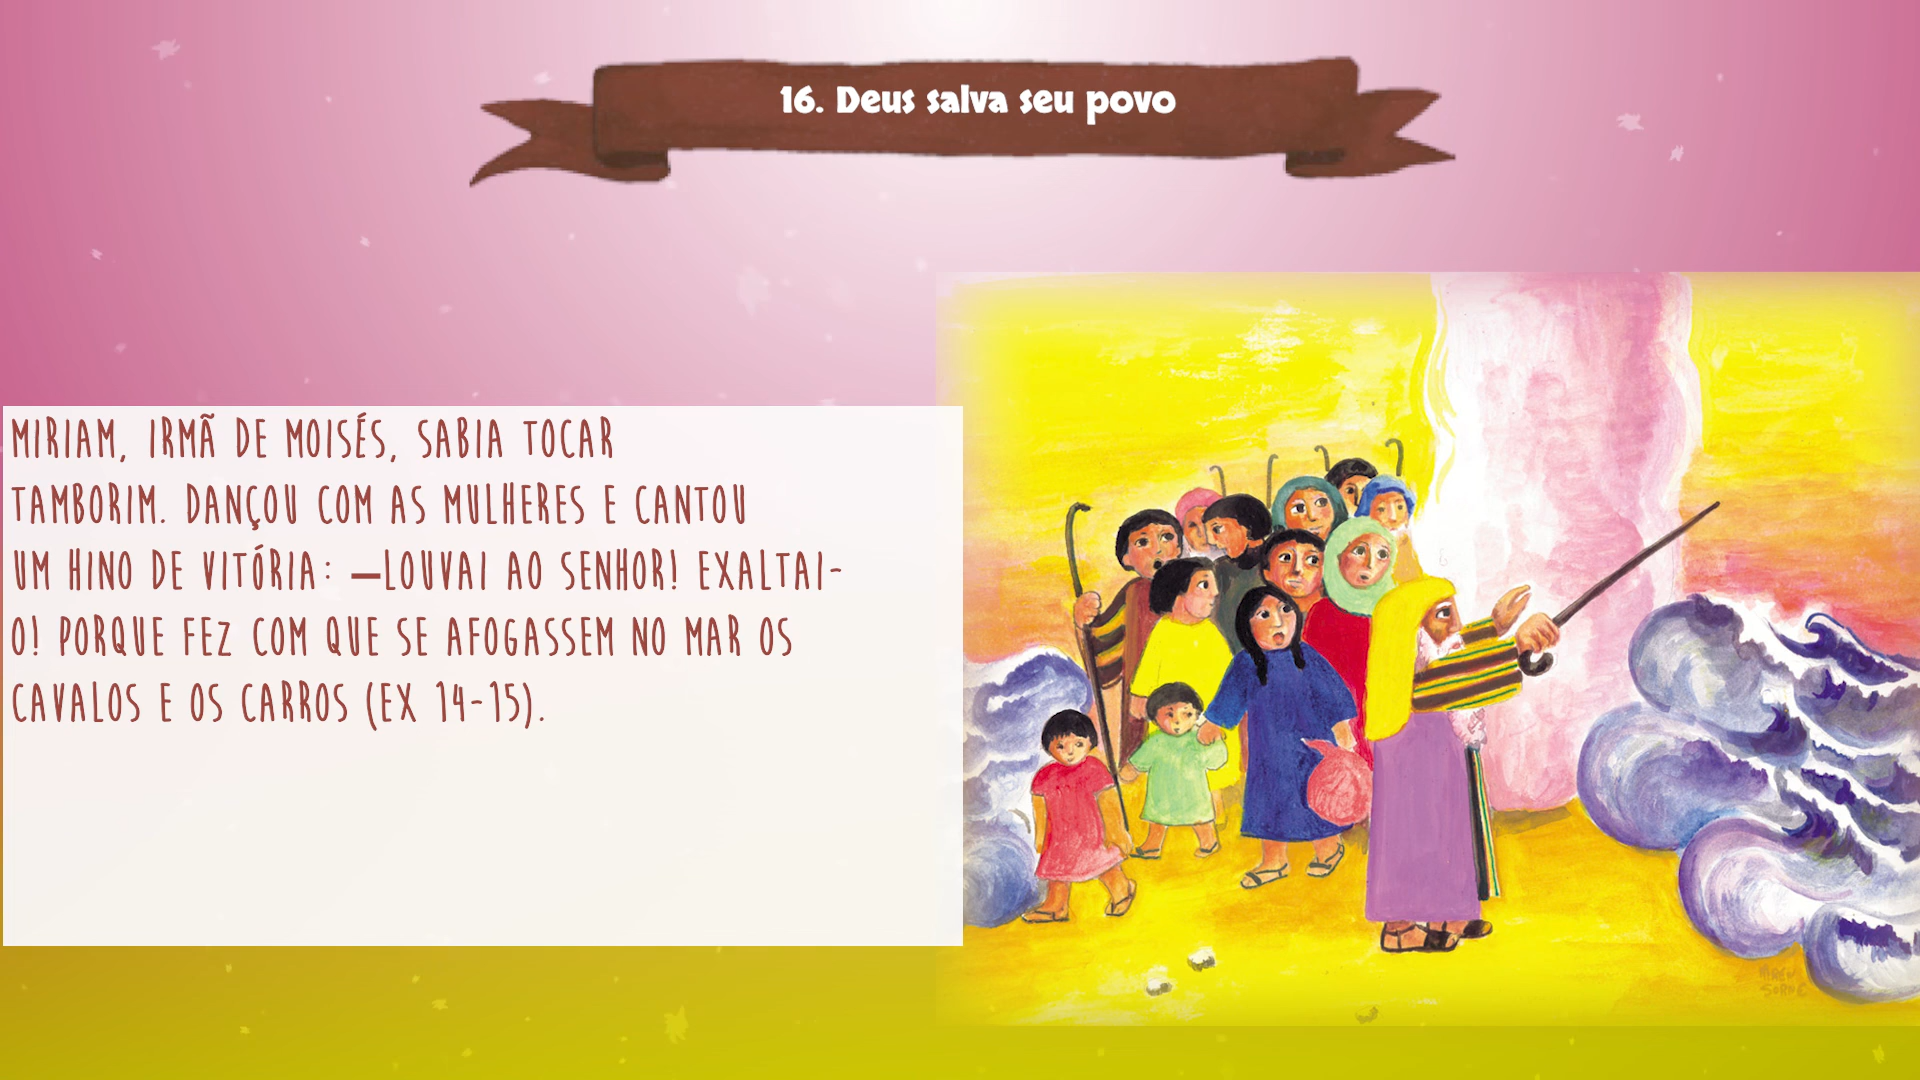 16. Deus salva seu povo
MIRIAM, IRMÃ DE MOISÉS, SABIA TOCAR
TAMBORIM. DANÇOU COM AS MULHERES E CANTOU
UM HINO DE VITÓRIA: —LOUVAI AO SENHOR! EXALTAI-
O! PORQUE FEZ COM QUE SE AFOGASSEM NO MAR OS
CAVALOS E OS CARROS (EX 14-15).